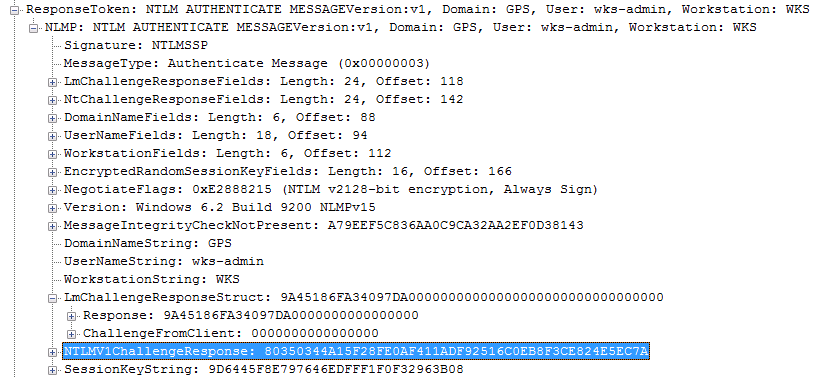 ResponseToken: NTLM AUTHENTICATE MESSAGEVersion:v1, Domain: GPS, User: wks-admin, Workstation: WKS
NLMP: NTLM AUTHENTICATE MESSAGEVersion:v1, Domain: GPS, User: wks-admin, Workstation: WKS
Signature: NTLMSSP
MessageType: Authenticate Message (0x00000003)
LmChallengeResponseFields: Length: 24, Offset: 118
NtChallengeResponseFields: Length: 24, Offset: 142
DomainNameFields: Length: 6, Offset: 88
UserNameFields: Length: 18, Offset: 94
WorkstationFields: Length: 6, Offset: 112
EncryptedRandomSessionKeyFields: Length: 16, Offset: 166
NegotiateFlags: 0xE2888215 (NTLM v2128-bit encryption, Always Sign)
Version: Windows 6.2 Build 9200 NLMPv15
MessageIntegrityCheckNotPresent: A79EEF5C836AA0C9CA32AA2EF0D38143
DomainNameString: GPS
UserNameString: wks-admin
WorkstationString: WKS
LmChallengeResponseStruct: 9A45186FA34097DA00000000000000000000000000000000
Response: 9A45186FA34097DA0000000000000000
ChallengeFromClient: 0000000000000000
NTLMV1ChallengeResponse: 80350344A15F28FE0AF411ADF92516C0EB8F3CE824E5EC7A
SessionKeyString: 9D6445F8E797646EDFFF1F0F32963B08